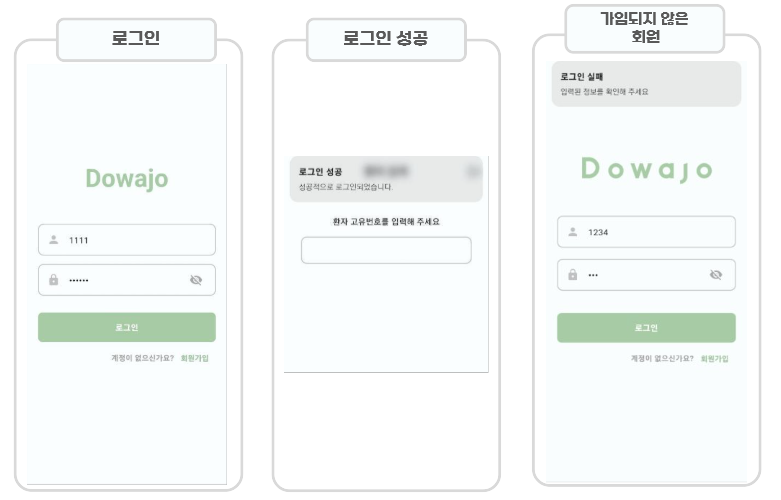 로그인
Dowajo
1111
••••••
로그인
계정이 없으신가요? 회원가입
로그인 성공
로그인 성공
성공적으로 로그인되었습니다.
환자 고유번호를 입력해 주세요
가입되지 않은
회원
로그인 실패
입력된 정보를 확인해 주세요
Dowajo
1234
•••
로그인
계정이 없으신가요? 회원가입